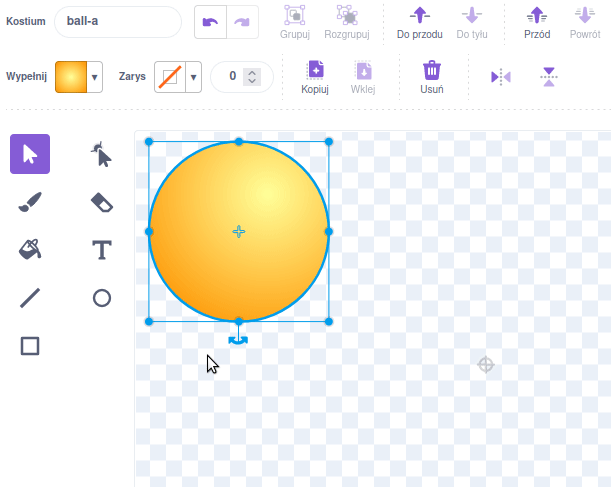 Kostium ball-a
Grupuj Rozgrupuj Do przodu Do tyłu Przód Powrót
Wypełnij Zarys 0
Kopiuj Wklej Usuń